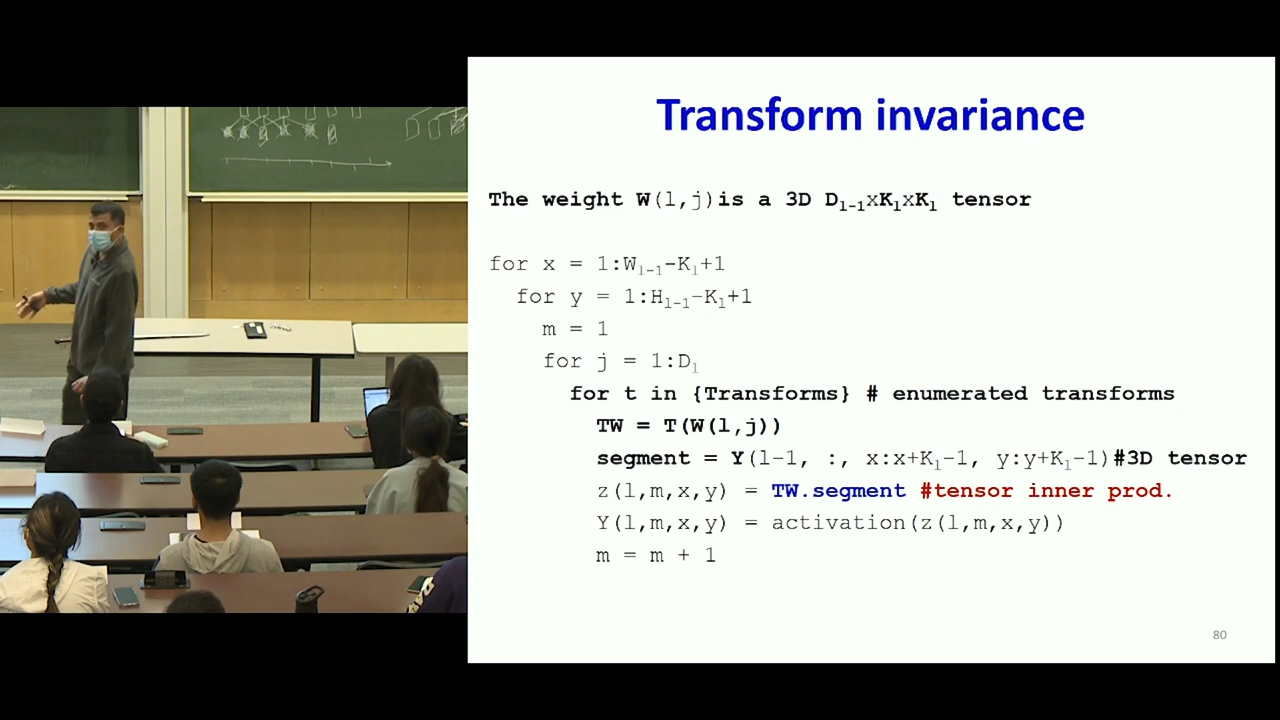 Transform invariance
The weight W(l,j)is a 3D Dl-1xKlxKl tensor
for x = 1:Wl-1-Kl+1
for y = 1:Hl-1-Kl+1
m = 1
for j = 1:Dl
for t in {Transforms} # enumerated transforms
TW = T(W(l,j))
segment = Y(l-1, :, x:x+Kl-1, y:y+Kl-1)#3D tensor
z(l,m,x,y) = TW.segment #tensor inner prod.
Y(l,m,x,y) = activation(z(l,m,x,y))
m = m + 1
80